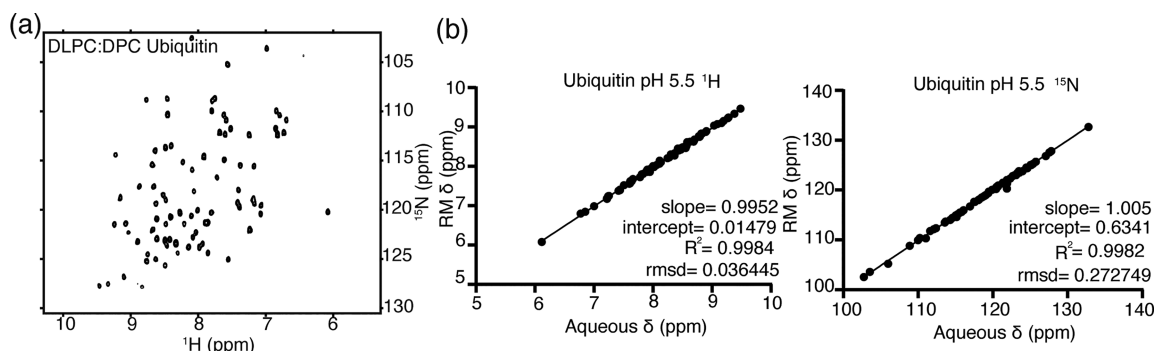 (a)
DLPC:DPC Ubiquitin
105
110
115
120
125
130
¹⁵N (ppm)
10
9
8
7
6
¹H (ppm)
(b)
Ubiquitin pH 5.5 ¹H
10
9
8
7
6
5
RM δ (ppm)
slope= 0.9952
intercept= 0.01479
R²= 0.9984
rmsd= 0.036445
5
6
7
8
9
10
Aqueous δ (ppm)
Ubiquitin pH 5.5 ¹⁵N
140
130
120
110
100
RM δ (ppm)
slope= 1.005
intercept= 0.6341
R²= 0.9982
rmsd= 0.272749
100
110
120
130
140
Aqueous δ (ppm)